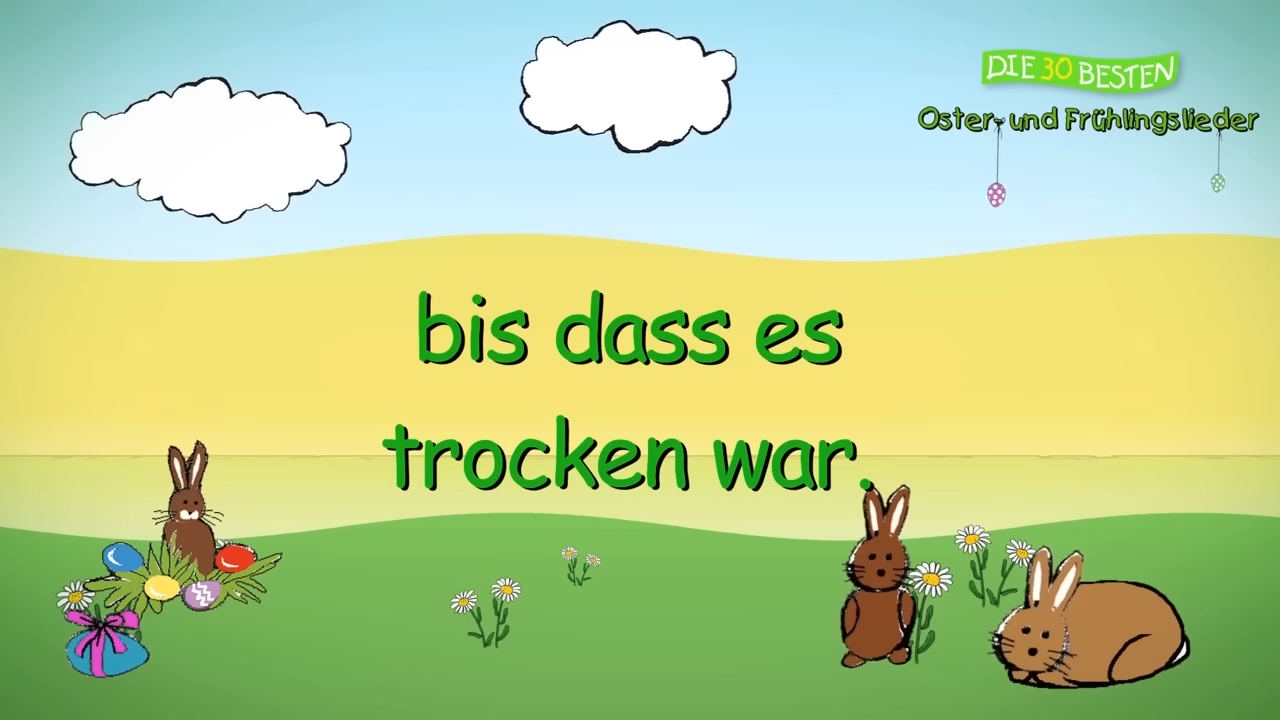 DIE 30 BESTEN
Oster- und Frühlingslieder
bis dass es
trocken war.